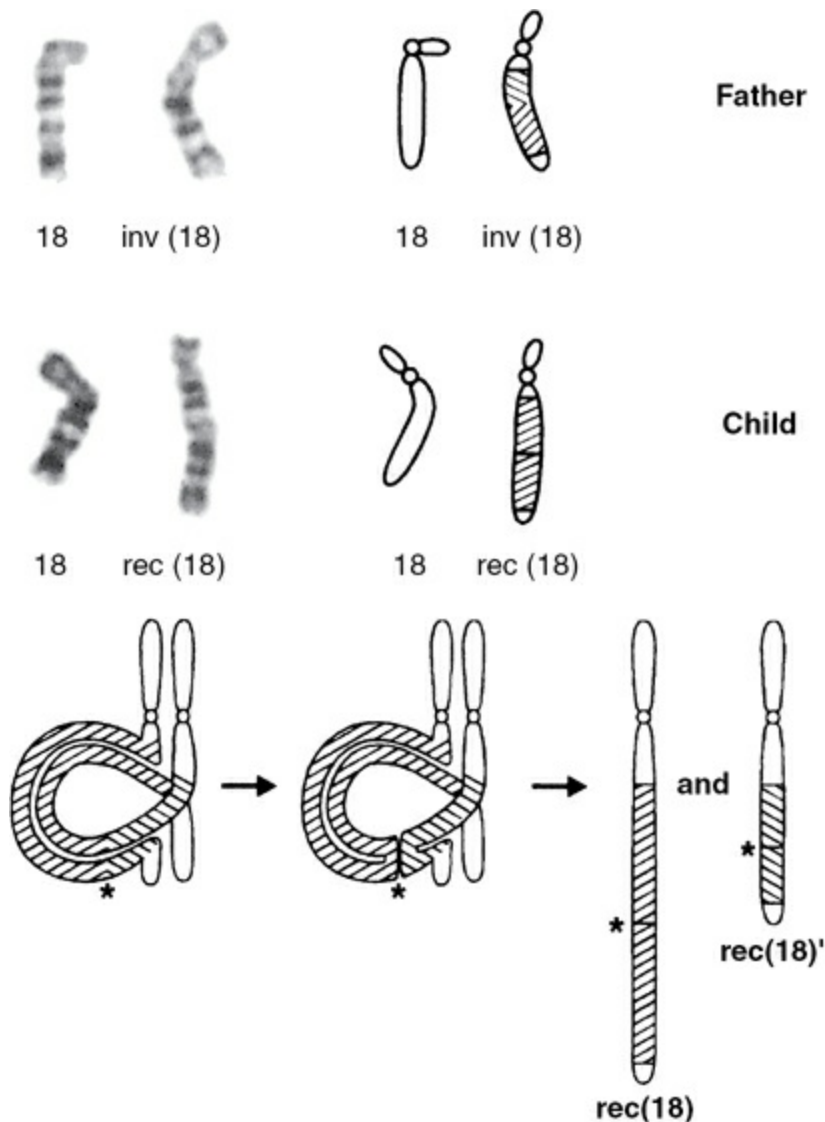 Father
18 inv (18) 18 inv (18)
Child
18 rec (18) 18 rec (18)
and
*
*
*
*
rec(18)'
rec(18)